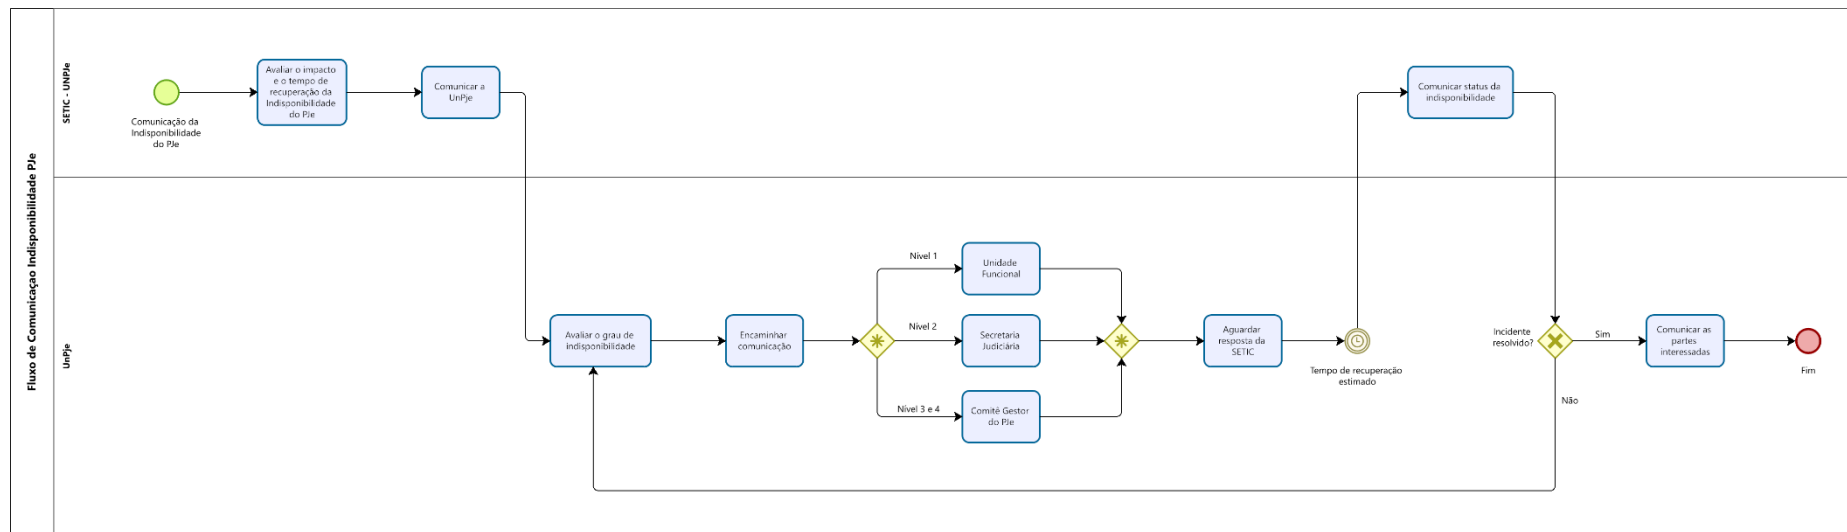 Fluxo de Comunicaçao Indisponibilidade PJe
SETIC - UNPJe
Comunicação da
Indisponibilidade
do PJe
Avaliar o impacto
e o tempo de
recuperação da
Indisponibilidade
do PJe
Comunicar a
UnPje
Comunicar status da
indisponibilidade
UnPje
Avaliar o grau de
indisponibilidade
Encaminhar
comunicação
Nível 1
Unidade
Funcional
Nível 2
Secretaria
Judiciária
Nível 3 e 4
Comitê Gestor
do PJe
Aguardar
resposta da
SETIC
Tempo de recuperação
estimado
Incidente
resolvido?
Sim
Não
Comunicar as
partes
interessadas
Fim